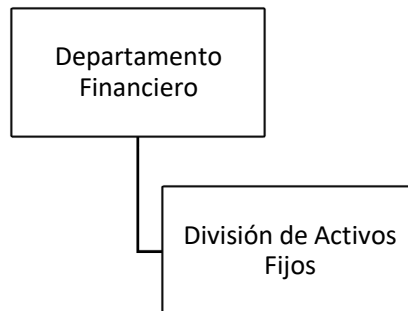 Departamento
Financiero
División de Activos
Fijos